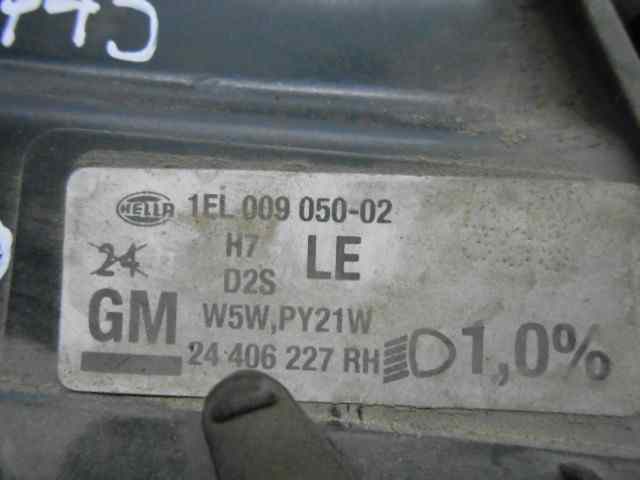 HELLA 1EL 009 050-02
24 H7 LE
D2S
GM W5W,PY21W
24 406 227 RH 1,0%